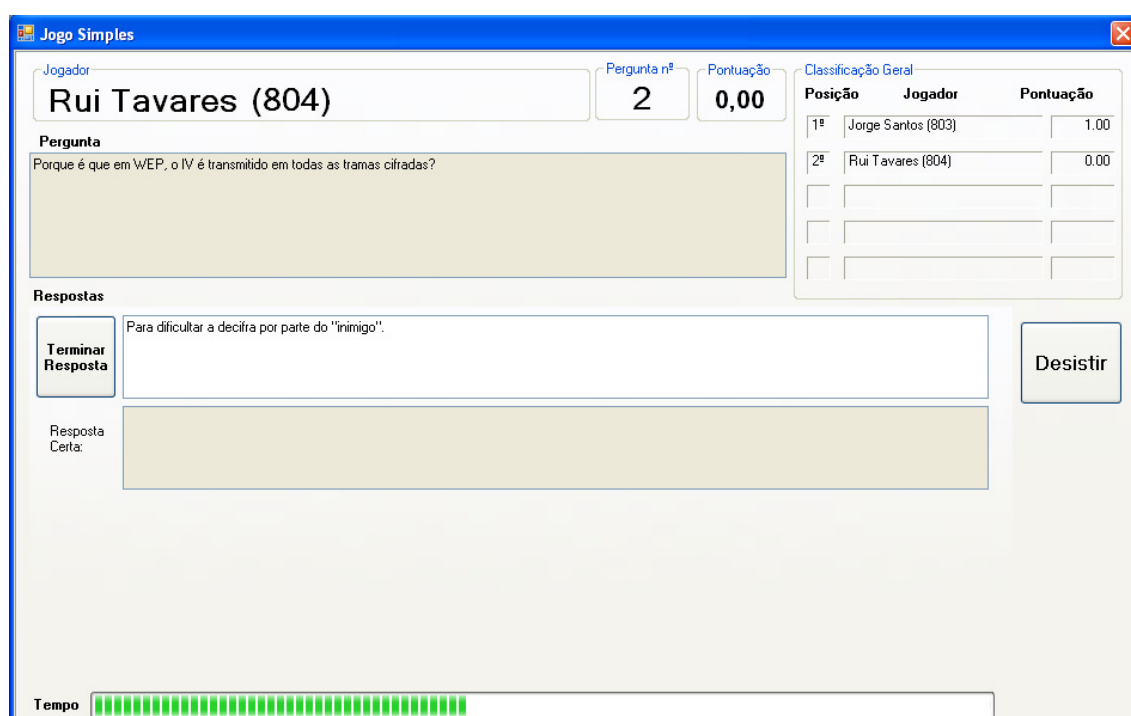 Jogo Simples
Jogador
Rui Tavares (804)
Pergunta nº
2
Pontuação
0,00
Classificação Geral
Posição Jogador Pontuação
1º Jorge Santos (803) 1.00
2º Rui Tavares (804) 0.00
Pergunta
Porque é que em WEP, o IV é transmitido em todas as tramas cifradas?
Respostas
Terminar
Resposta
Para dificultar a decifra por parte do "inimigo".
Desistir
Resposta
Certa:
Tempo